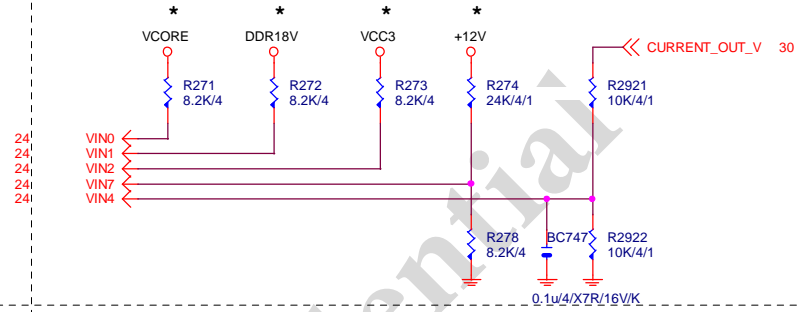 * * * *
VCORE DDR18V VCC3 +12V
CURRENT_OUT_V 30
R271 R272 R273 R274 R2921
8.2K/4 8.2K/4 8.2K/4 24K/4/1 10K/4/1
24 VIN0
24 VIN1
24 VIN2
24 VIN7
24 VIN4
R278 BC747 R2922
8.2K/4 10K/4/1
0.1u/4/X7R/16V/K
ential